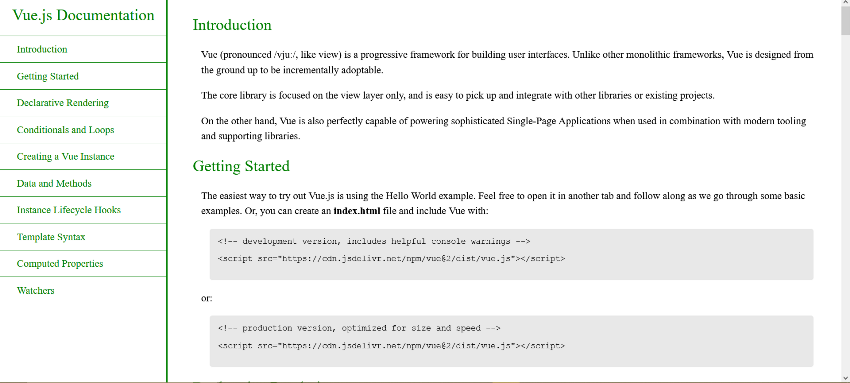 Vue.js Documentation
Introduction
Getting Started
Declarative Rendering
Conditionals and Loops
Creating a Vue Instance
Data and Methods
Instance Lifecycle Hooks
Template Syntax
Computed Properties
Watchers
Introduction
Vue (pronounced /vju:/, like view) is a progressive framework for building user interfaces. Unlike other monolithic frameworks, Vue is designed from
the ground up to be incrementally adoptable.
The core library is focused on the view layer only, and is easy to pick up and integrate with other libraries or existing projects.
On the other hand, Vue is also perfectly capable of powering sophisticated Single-Page Applications when used in combination with modern tooling
and supporting libraries.
Getting Started
The easiest way to try out Vue.js is using the Hello World example. Feel free to open it in another tab and follow along as we go through some basic
examples. Or, you can create an index.html file and include Vue with:
<!-- development version, includes helpful console warnings -->
<script src="https://cdn.jsdelivr.net/npm/vue@2/dist/vue.js"></script>
or:
<!-- production version, optimized for size and speed -->
<script src="https://cdn.jsdelivr.net/npm/vue@2/dist/vue.js"></script>